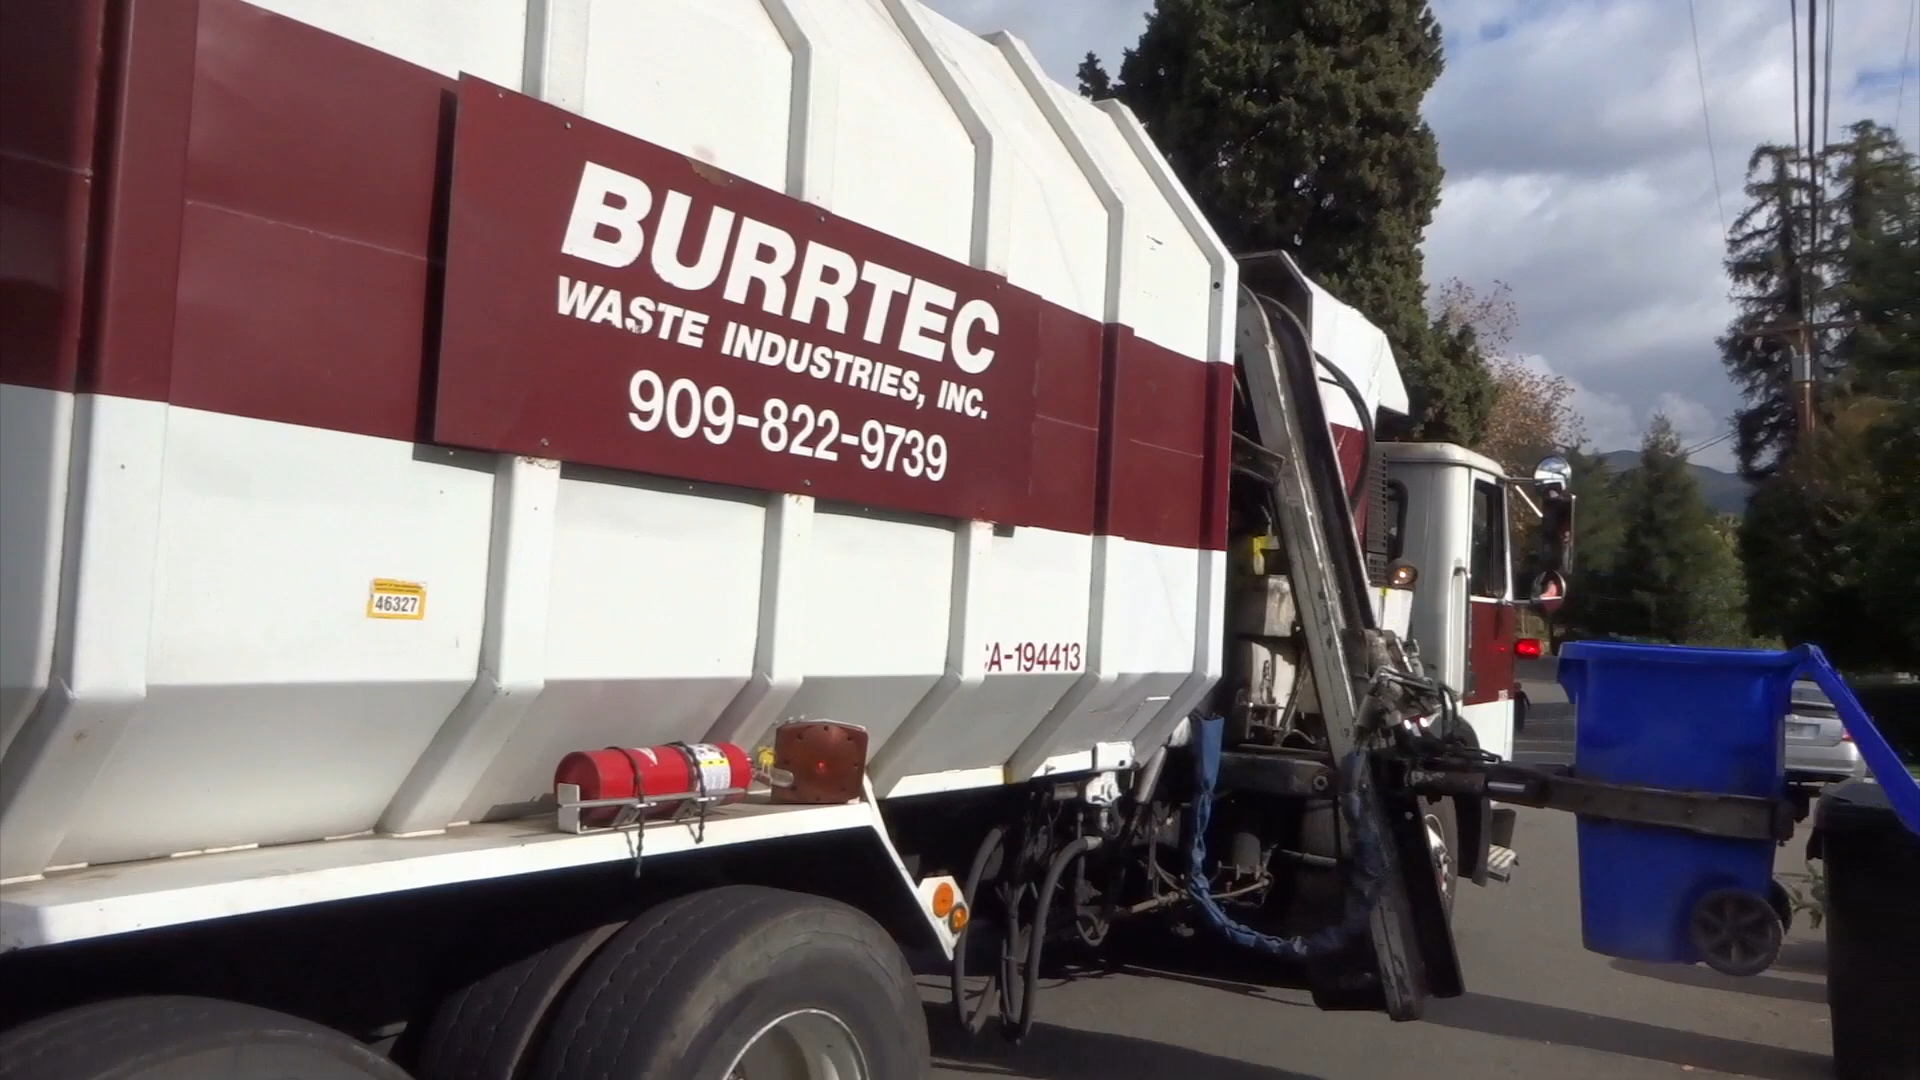 BURRTEC
WASTE INDUSTRIES, INC.
909-822-9739
46327
CA-194413